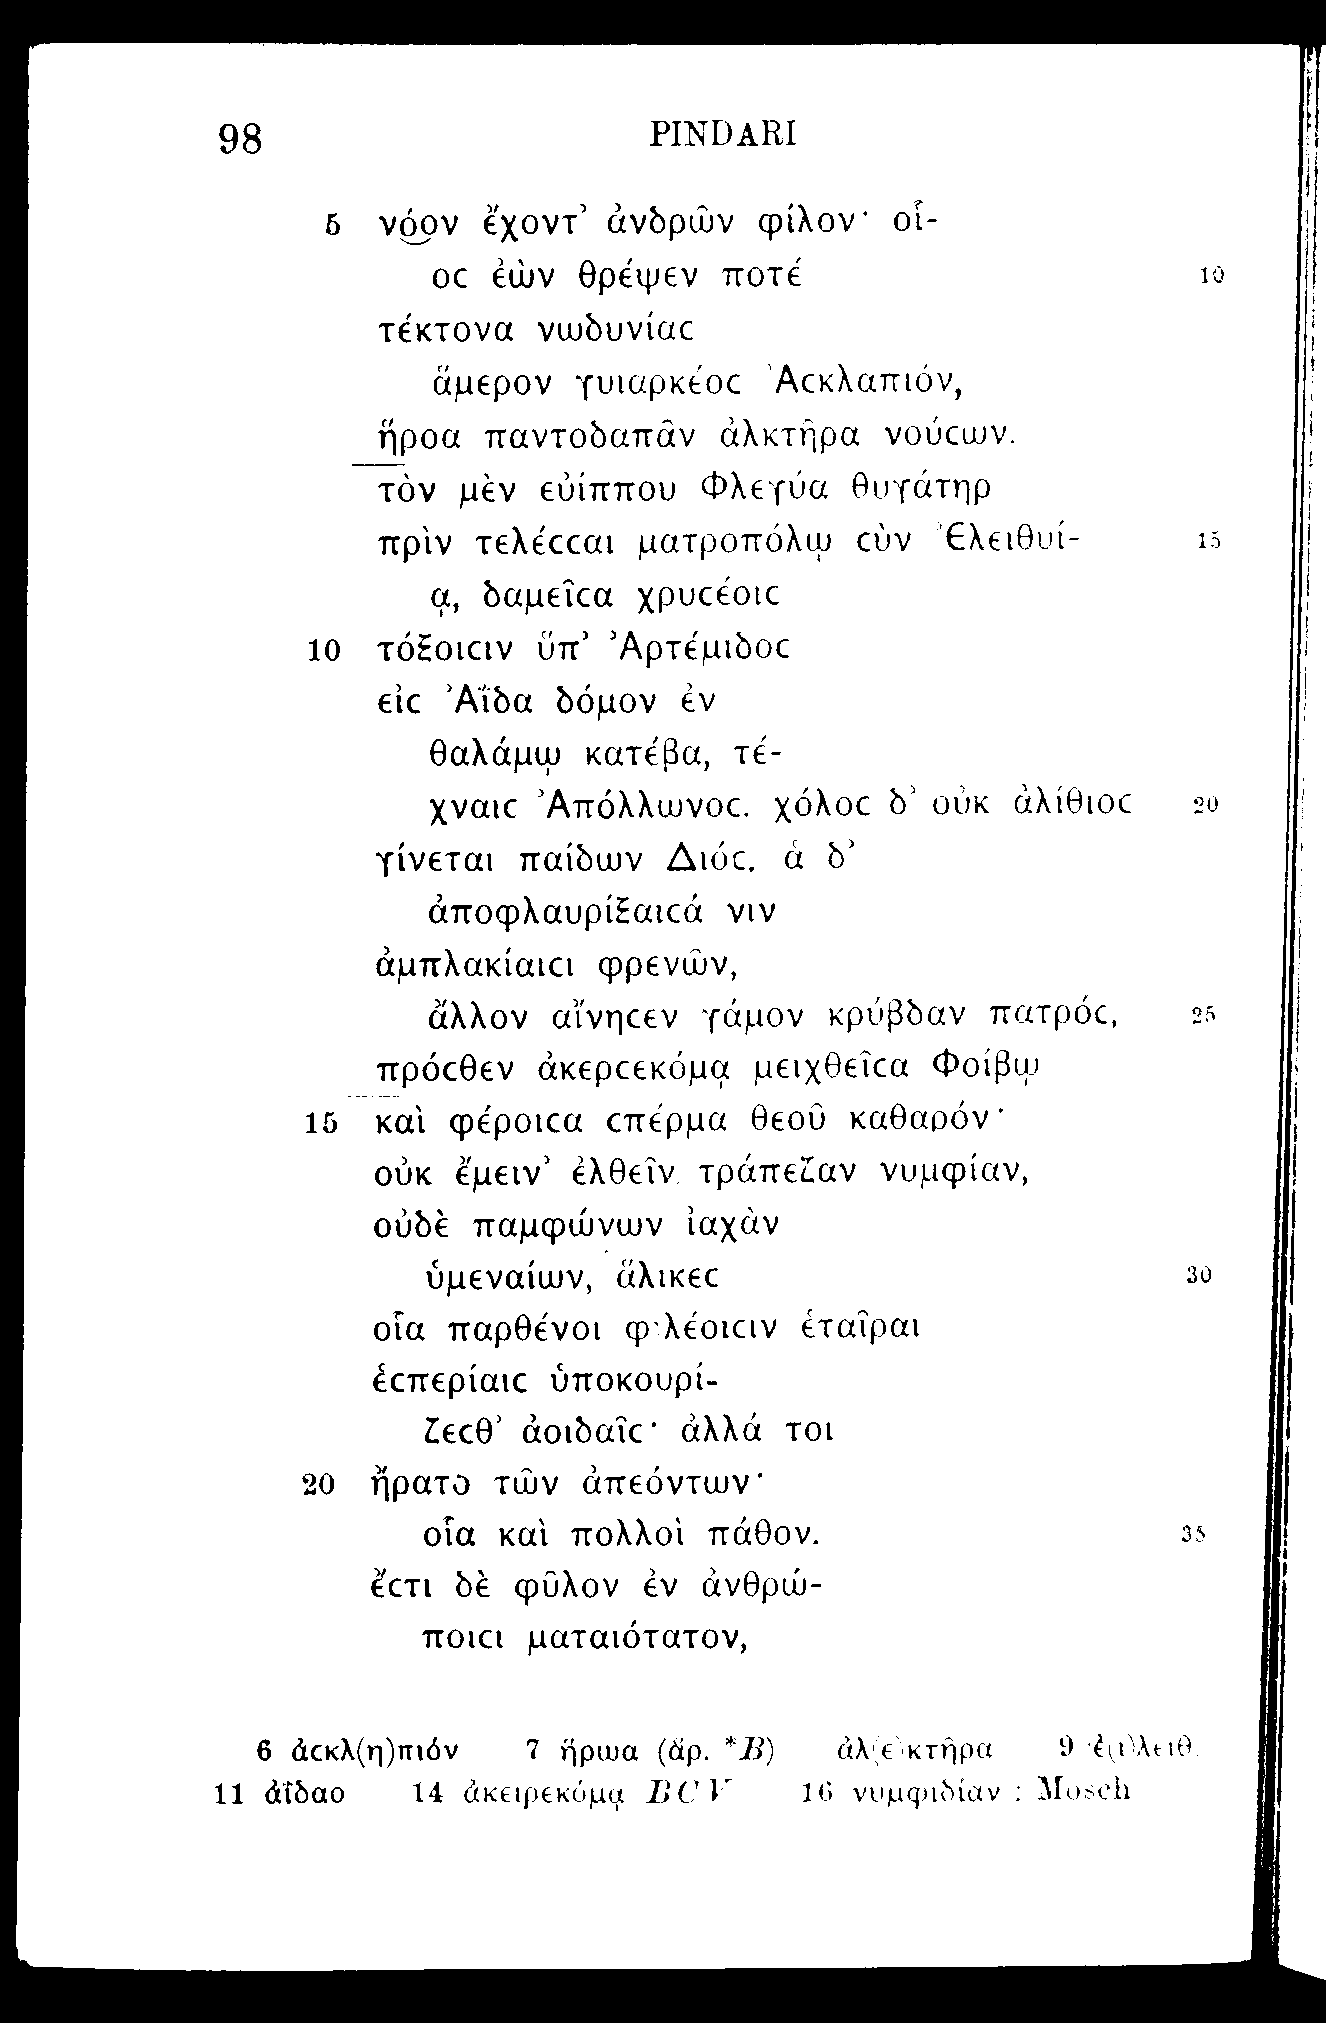 98 PINDARI
5 νόον ἔχοντ’ ἀνδρῶν φίλον· οἷ-
οϲ ἐὼν θρέψεν ποτέ 10
τέκτονα νωδυνίαϲ
ἅμερον γυιαρκέοϲ Ἀϲκλαπιόν,
ἥροα παντοδαπᾶν ἀλκτῆρα νούϲων.
τὸν μὲν εὐίππου Φλεγύα θυγάτηρ
πρὶν τελέϲϲαι ματροπόλῳ ϲὺν Ἐλειθυί- 15
ᾳ, δαμεῖϲα χρυϲέοιϲ
10 τόξοιϲιν ὕπ’ Ἀρτέμιδοϲ
εἰϲ Ἀΐδα δόμον ἐν
θαλάμῳ κατέβα, τέ-
χναιϲ Ἀπόλλωνοϲ. χόλοϲ δ’ οὐκ ἀλίθιοϲ 20
γίνεται παίδων Διόϲ. ἁ δ’
ἀποφλαυρίξαιϲά νιν
ἀμπλακίαιϲι φρενῶν,
ἄλλον αἴνηϲεν γάμον κρύβδαν πατρόϲ, 25
πρόϲθεν ἀκερϲεκόμᾳ μειχθεῖϲα Φοίβῳ
15 καὶ φέροιϲα ϲπέρμα θεοῦ καθαρόν·
οὐκ ἔμειν’ ἐλθεῖν τράπεζαν νυμφίαν,
οὐδὲ παμφώνων ἰαχὰν
ὑμεναίων, ἅλικεϲ 30
οἷα παρθένοι φιλέοιϲιν ἑταῖραι
ἑϲπερίαιϲ ὑποκουρί-
ζεϲθ’ ἀοιδαῖϲ· ἀλλά τοι
20 ἤρατο τῶν ἀπεόντων·
οἷα καὶ πολλοὶ πάθον. 35
ἔϲτι δὲ φῦλον ἐν ἀνθρώ-
ποιϲι ματαιότατον,
6 ἀϲκλ(η)πιόν 7 ἥρωα (ἄρ. *B) ἀλ(ε)κτῆρα 9 ἐ(ι)λειθ.
11 ἀΐδαο 14 ἀκειρεκόμᾳ BCV 16 νυμφιδίαν : Mosch